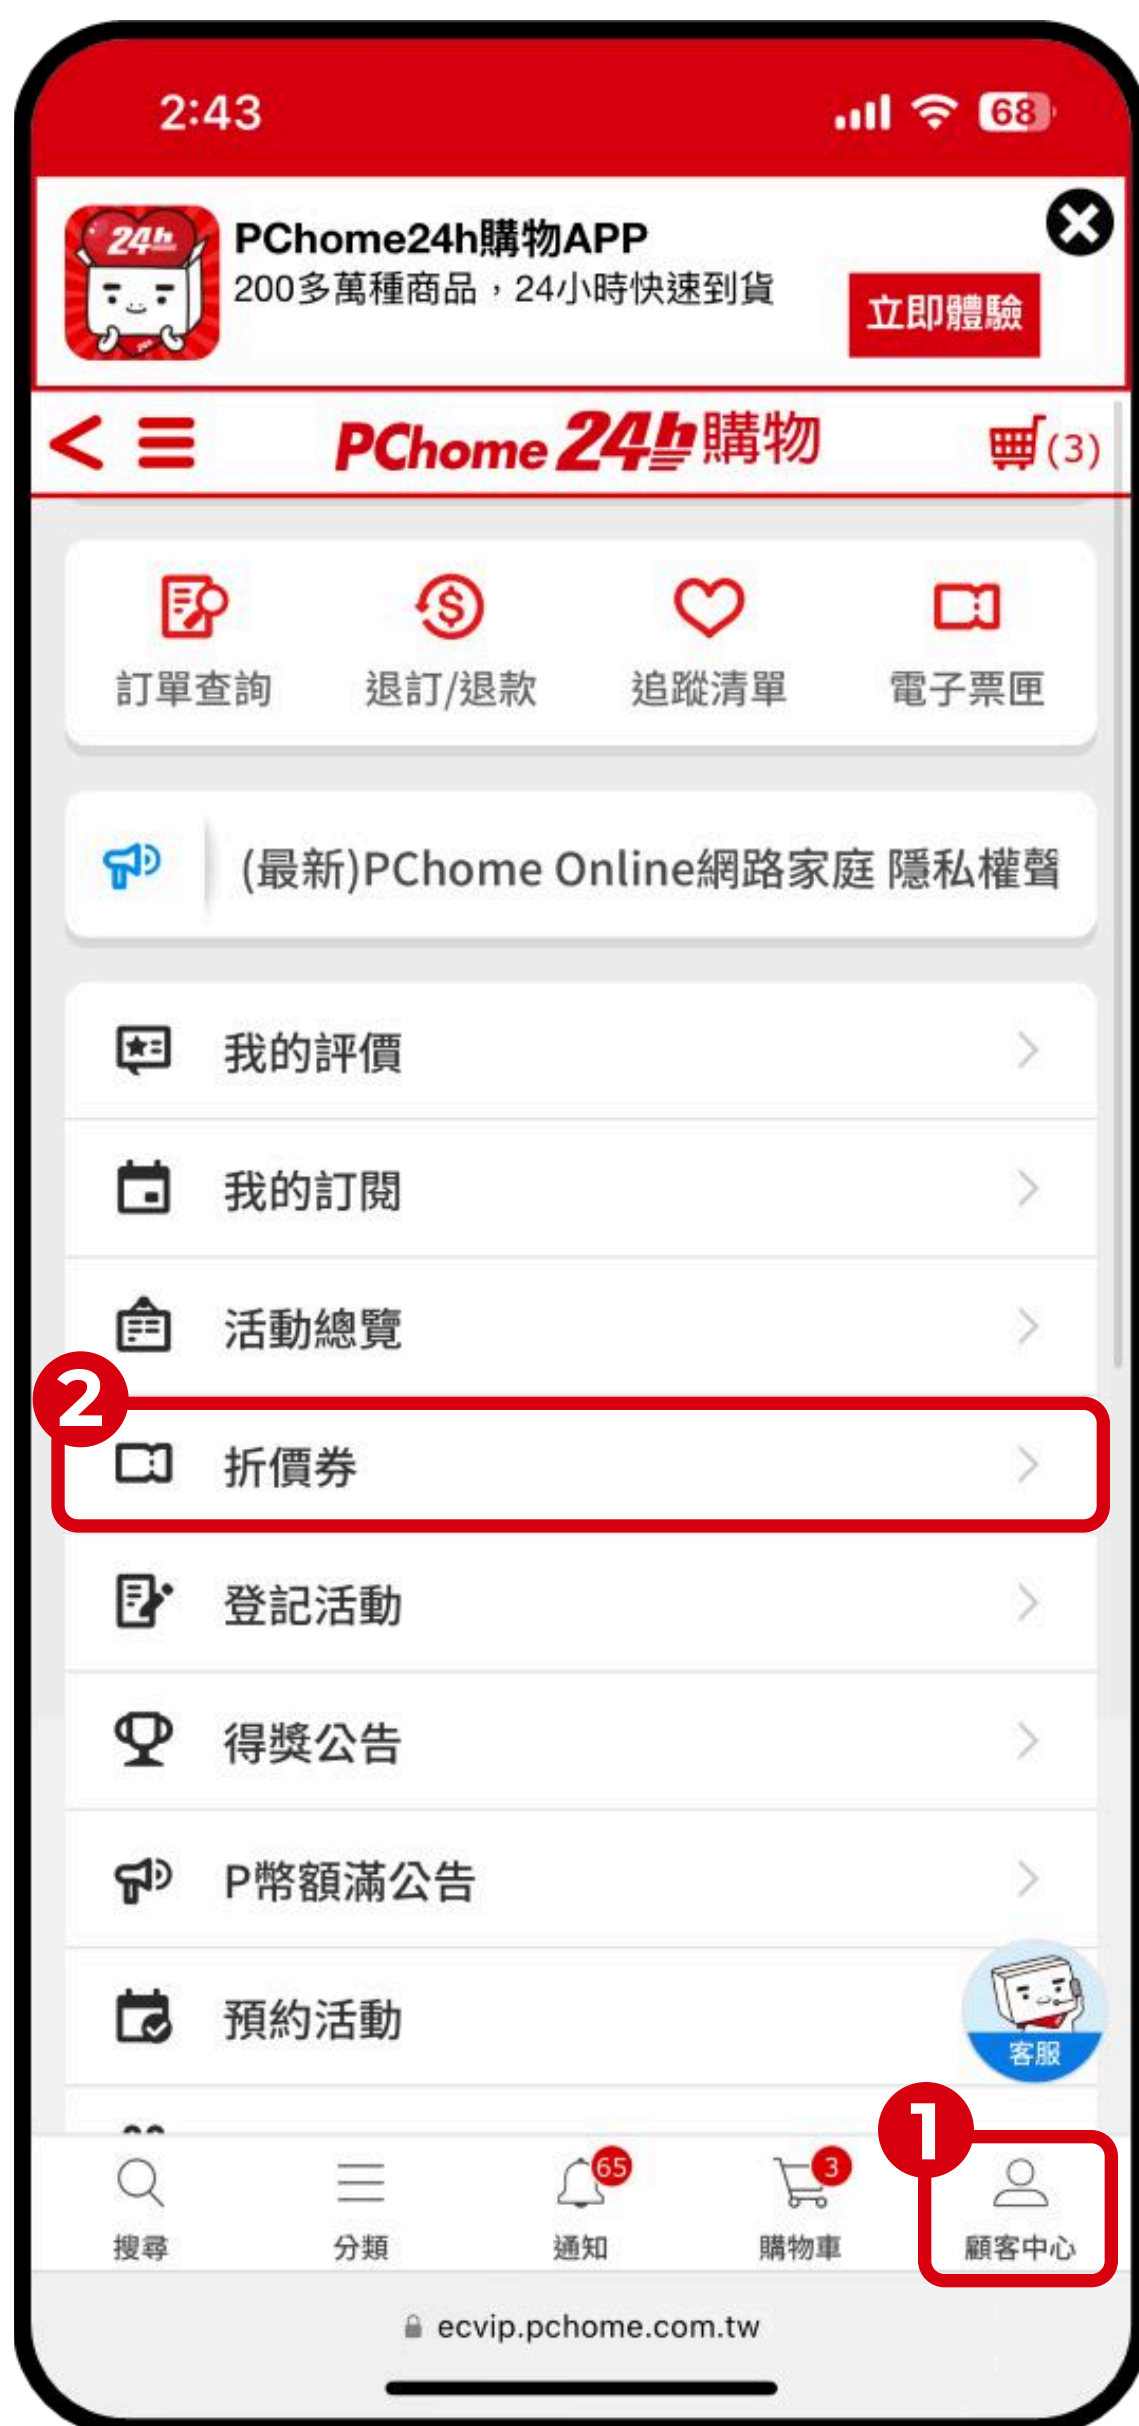 2:43
68
24h
PChome24h購物APP
200多萬種商品，24小時快速到貨
立即體驗
PChome 24h購物
(3)
訂單查詢
退訂/退款
追蹤清單
電子票匣
(最新)PChome Online網路家庭 隱私權聲
我的評價
我的訂閱
活動總覽
2
折價券
登記活動
得獎公告
P幣額滿公告
預約活動
客服
1
65
3
搜尋
分類
通知
購物車
顧客中心
ecvip.pchome.com.tw